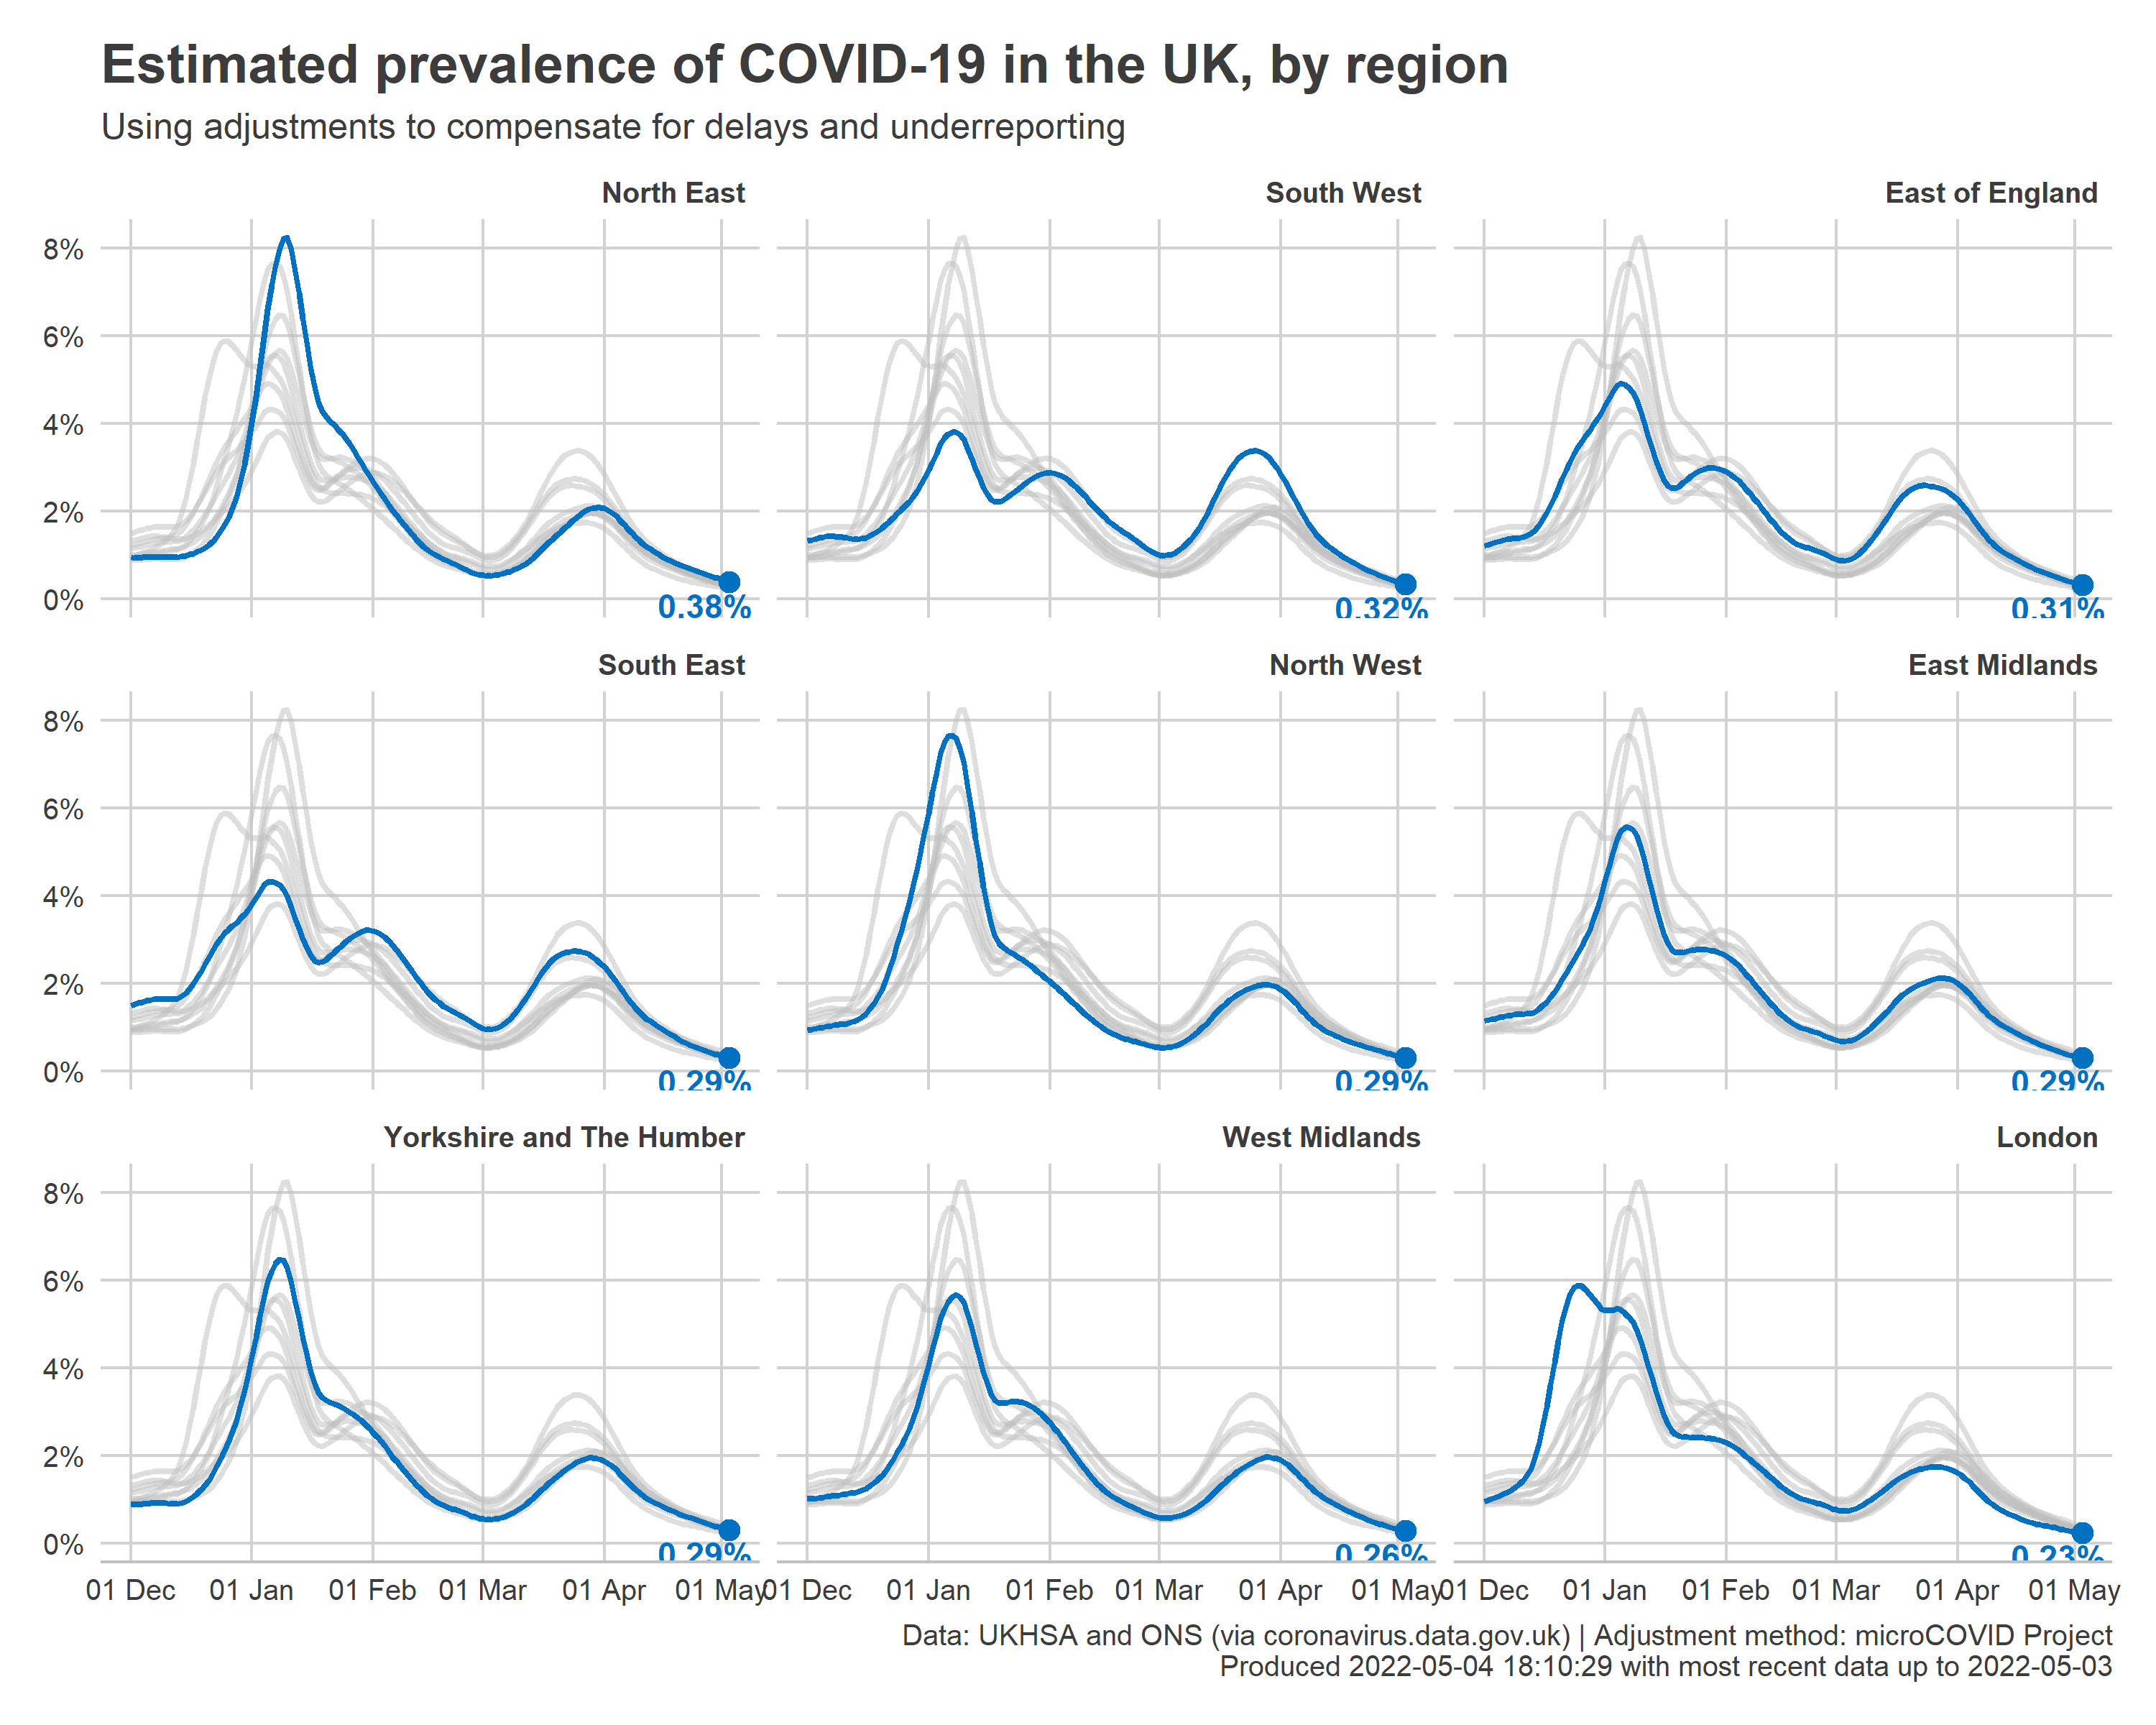 Estimated prevalence of COVID-19 in the UK, by region
Using adjustments to compensate for delays and underreporting
North East
South West
East of England
8%
6%
4%
2%
0%
0.38%
0.32%
0.31%
South East
North West
East Midlands
8%
6%
4%
2%
0%
0.29%
0.29%
0.29%
Yorkshire and The Humber
West Midlands
London
8%
6%
4%
2%
0%
0.29%
0.26%
0.23%
01 Dec 01 Jan 01 Feb 01 Mar 01 Apr 01 May 01 Dec 01 Jan 01 Feb 01 Mar 01 Apr 01 May 01 Dec 01 Jan 01 Feb 01 Mar 01 Apr 01 May
Data: UKHSA and ONS (via coronavirus.data.gov.uk) | Adjustment method: microCOVID Project
Produced 2022-05-04 18:10:29 with most recent data up to 2022-05-03